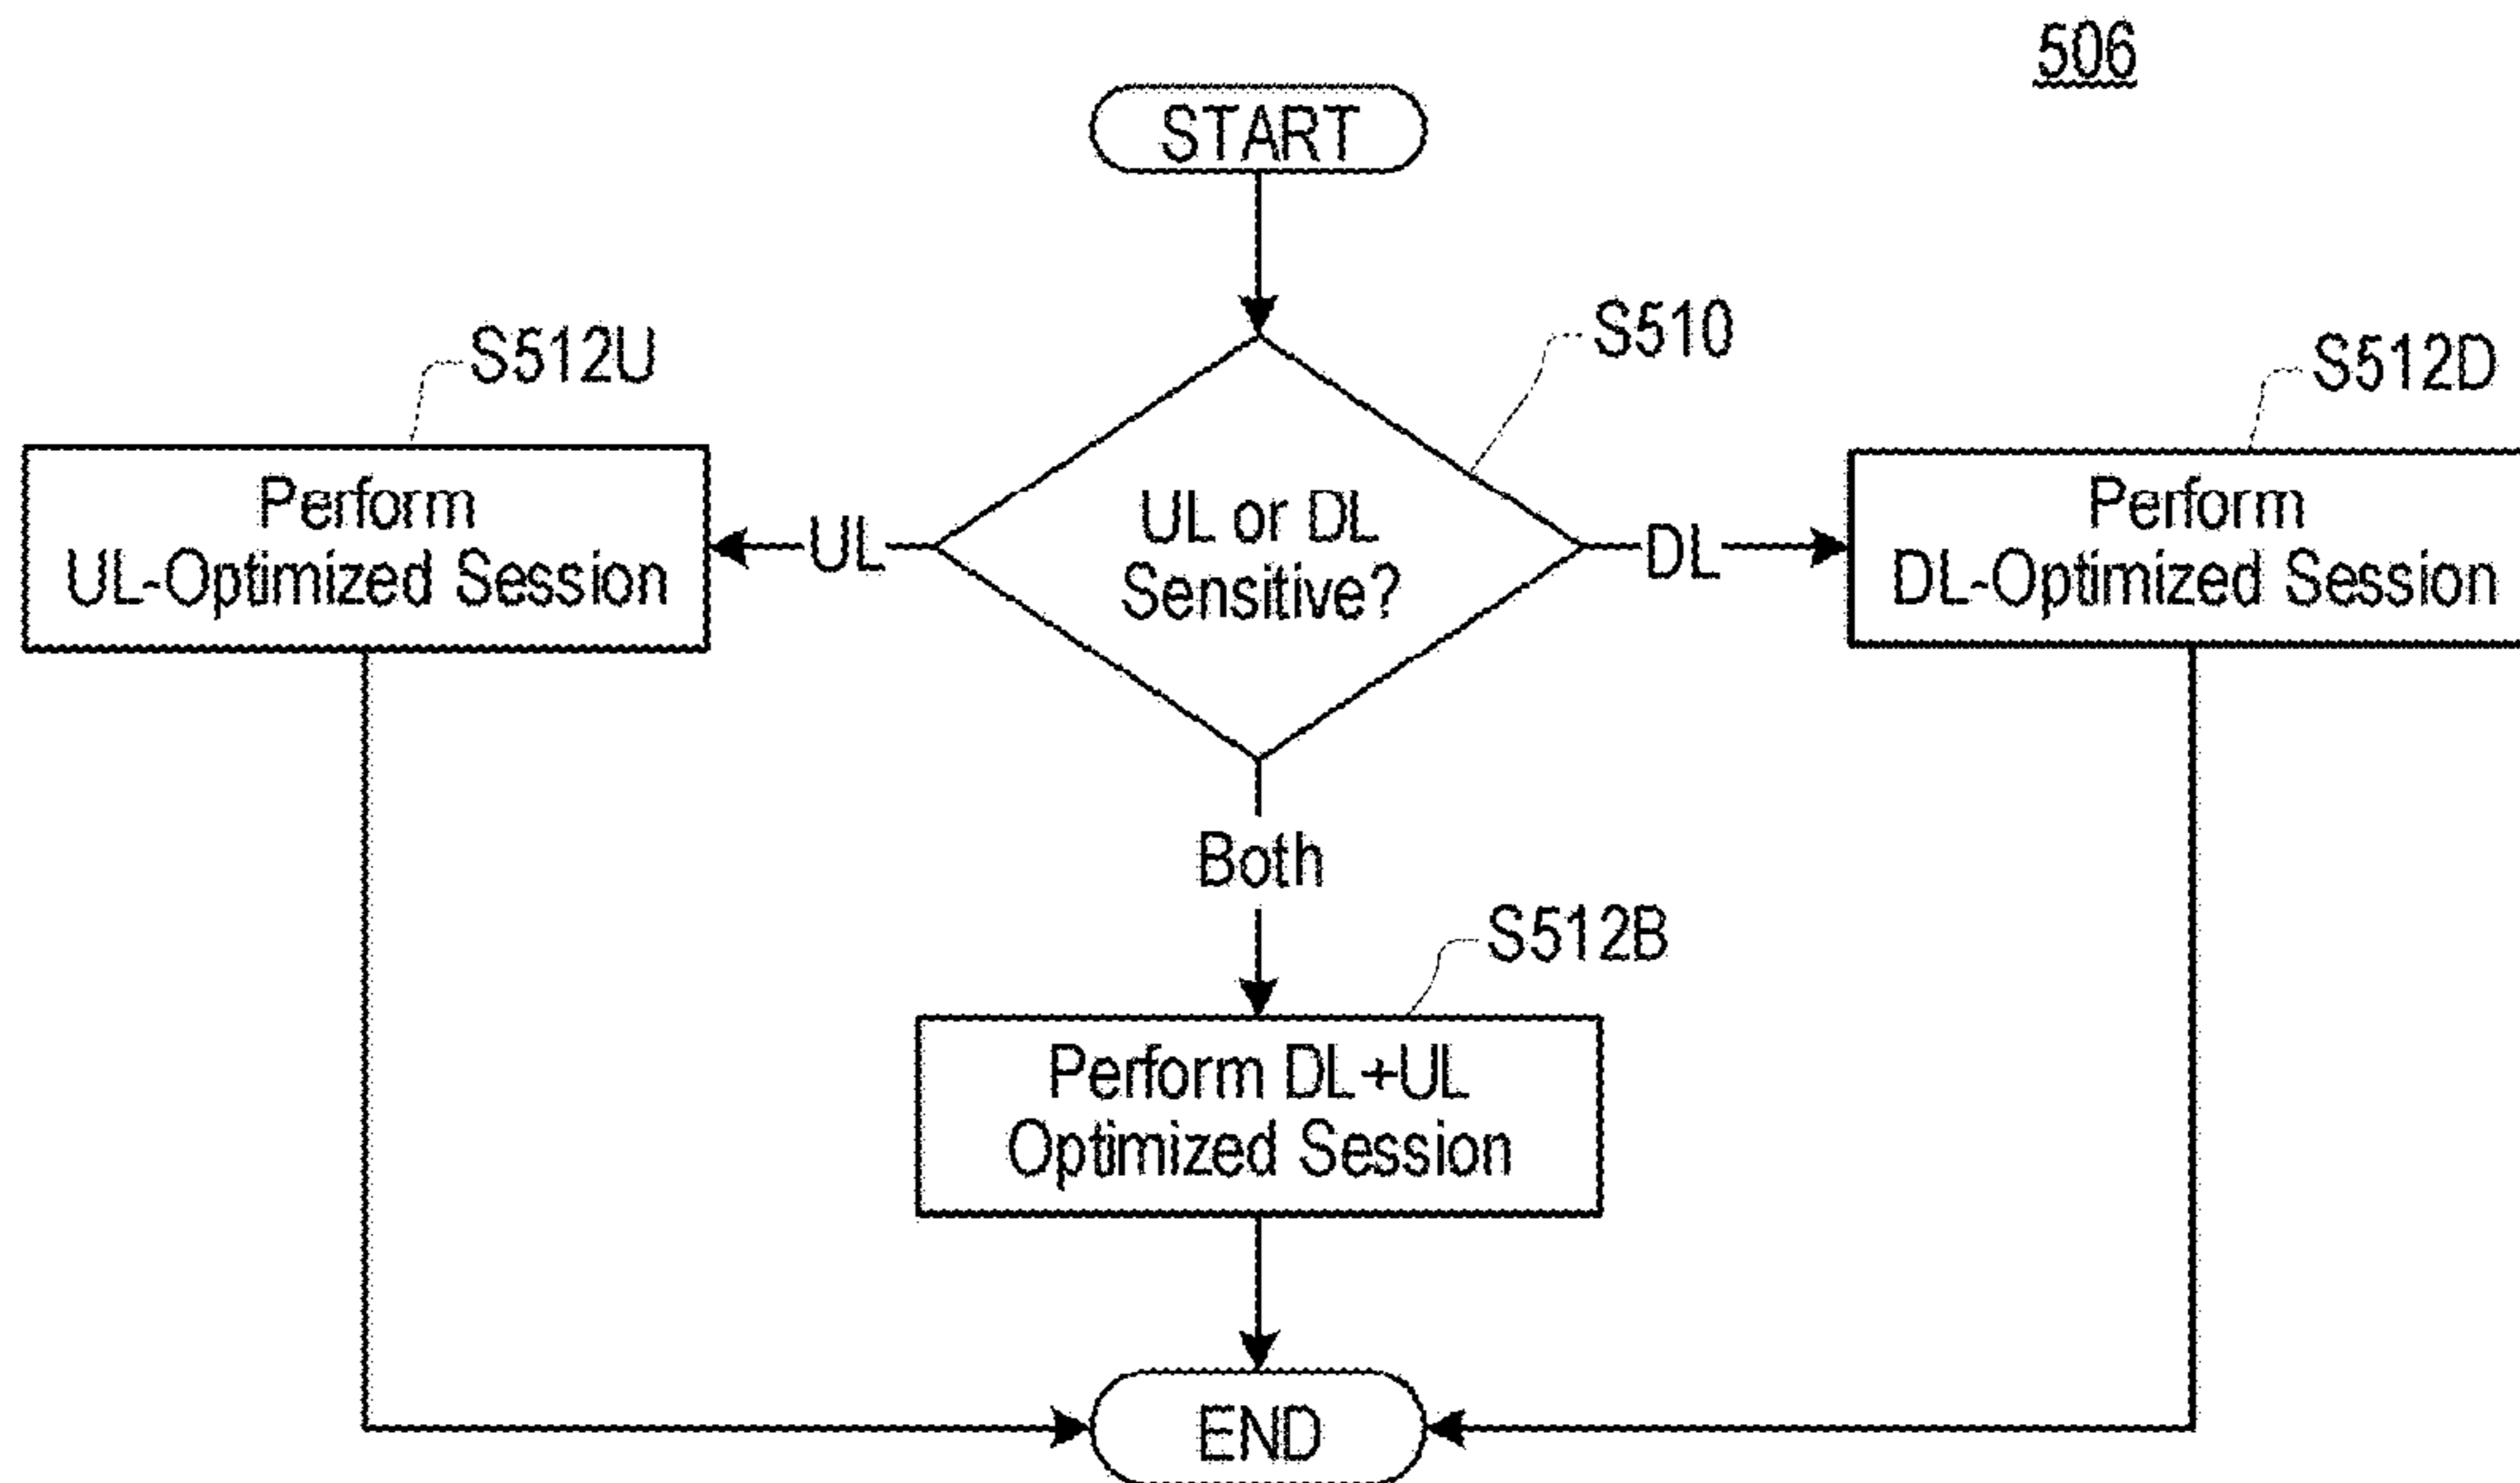 506
START
S510
S512U
S512D
Perform
UL-Optimized Session
UL
UL or DL
Sensitive?
DL
Perform
DL-Optimized Session
Both
S512B
Perform DL+UL
Optimized Session
END